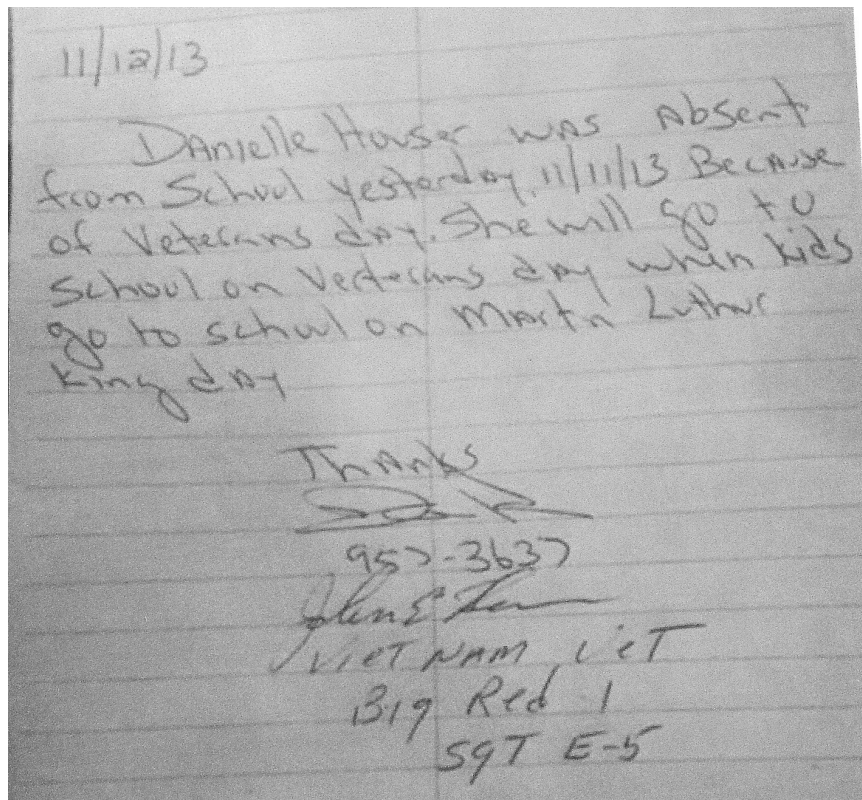 11/12/13
Danielle Houser was Absent
from School yesterday, 11/11/13 Because
of Veterans day. She will go to
School on Vecterans day when kids
go to school on Martin Luther
King day
Thanks
957-3637
John E
VIET NAM VeT
Big Red 1
SgT E-5